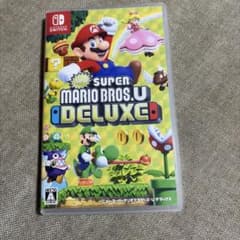 NINTENDO
SWITCH
NEW
SUPER
MARIO BROS.U
DELUXE
A